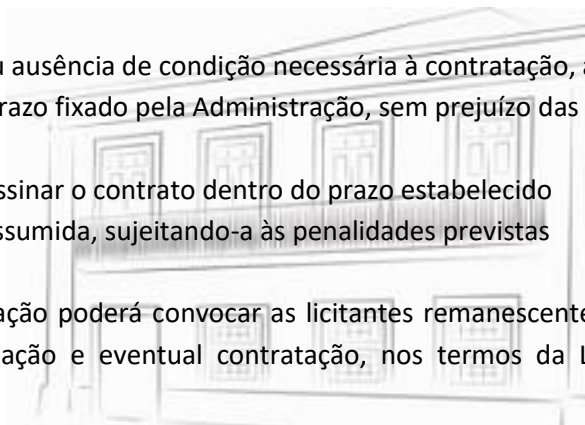 ausência de condição necessária à contratação,
razo fixado pela Administração, sem prejuízo das
ssinar o contrato dentro do prazo estabelecido
ssumida, sujeitando-a às penalidades previstas
ação poderá convocar as licitantes remanescente
ação e eventual contratação, nos termos da L